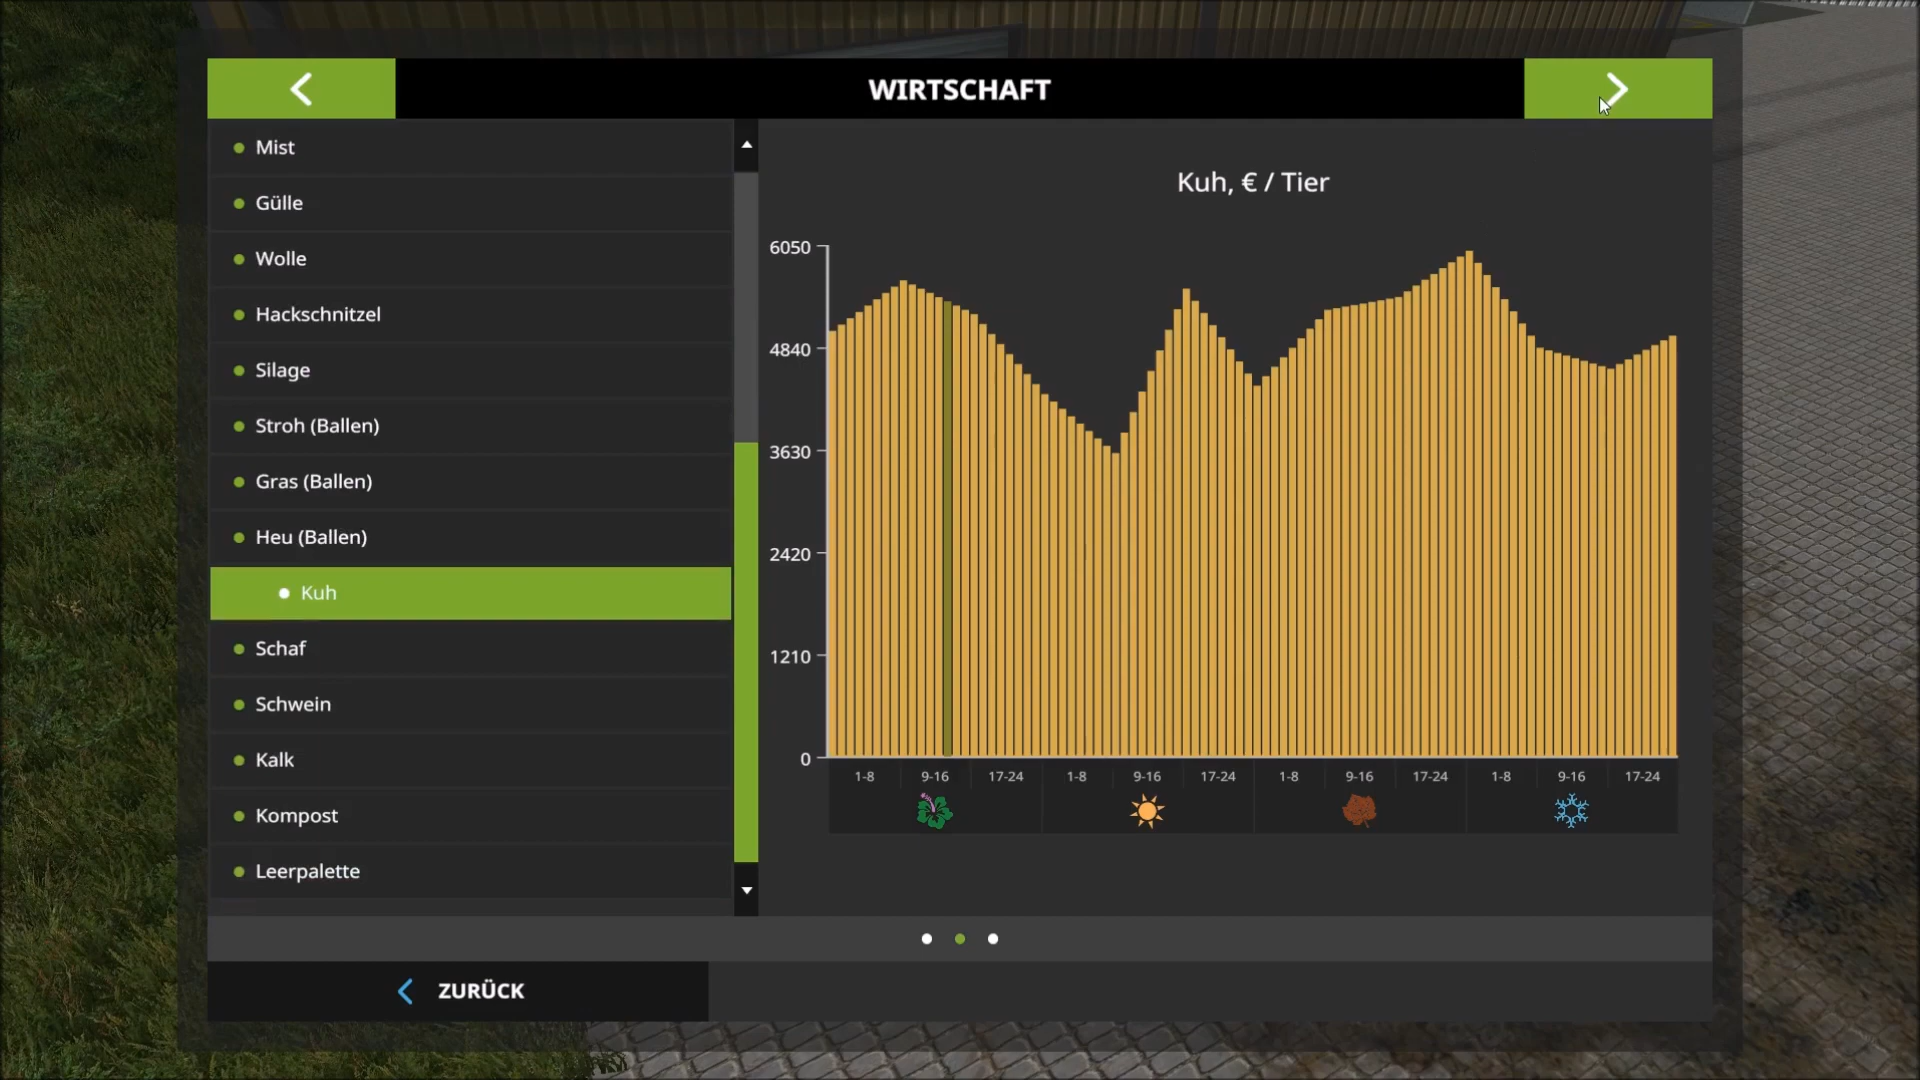 WIRTSCHAFT
Mist
Gülle
Wolle
Hackschnitzel
Silage
Stroh (Ballen)
Gras (Ballen)
Heu (Ballen)
Kuh
Schaf
Schwein
Kalk
Kompost
Leerpalette
Kuh, € / Tier
6050
4840
3630
2420
1210
0
1-8 9-16 17-24 1-8 9-16 17-24 1-8 9-16 17-24 1-8 9-16 17-24
ZURÜCK